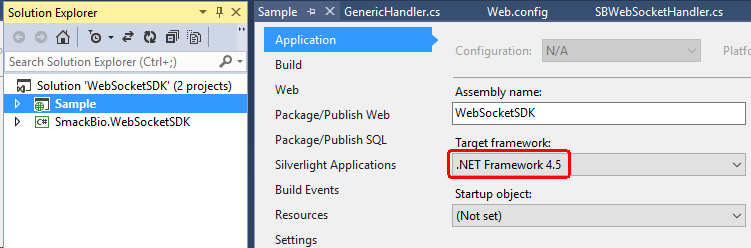 Solution Explorer
Search Solution Explorer (Ctrl+;)
Solution 'WebSocketSDK' (2 projects)
Sample
C# SmackBio.WebSocketSDK
Sample GenericHandler.cs Web.config SBWebSocketHandler.cs
Application
Build
Web
Package/Publish Web
Package/Publish SQL
Silverlight Applications
Build Events
Resources
Settings
Configuration: N/A
Assembly name:
WebSocketSDK
Target framework:
.NET Framework 4.5
Startup object:
(Not set)